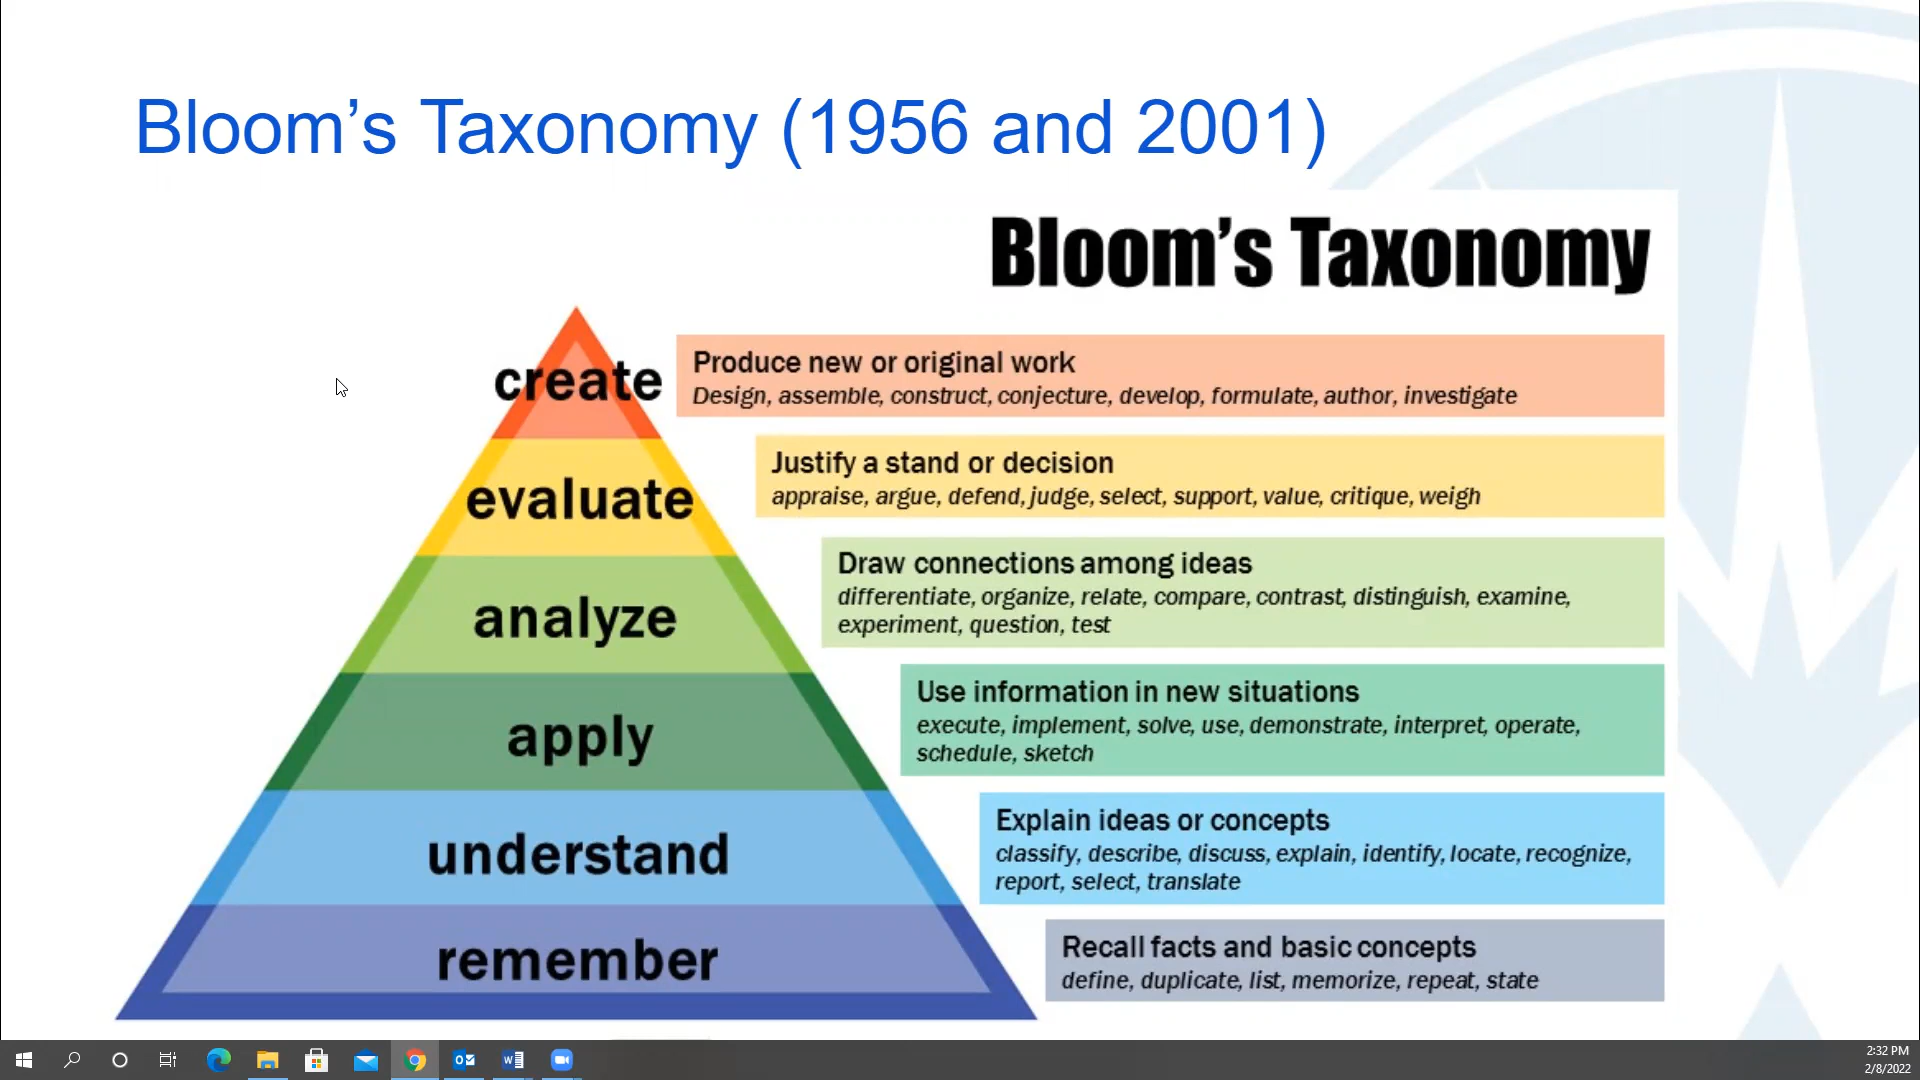 Bloom’s Taxonomy (1956 and 2001)
Bloom’s Taxonomy
create
Produce new or original work
Design, assemble, construct, conjecture, develop, formulate, author, investigate
evaluate
Justify a stand or decision
appraise, argue, defend, judge, select, support, value, critique, weigh
analyze
Draw connections among ideas
differentiate, organize, relate, compare, contrast, distinguish, examine,
experiment, question, test
apply
Use information in new situations
execute, implement, solve, use, demonstrate, interpret, operate,
schedule, sketch
understand
Explain ideas or concepts
classify, describe, discuss, explain, identify, locate, recognize,
report, select, translate
remember
Recall facts and basic concepts
define, duplicate, list, memorize, repeat, state
2:32 PM
2/8/2022